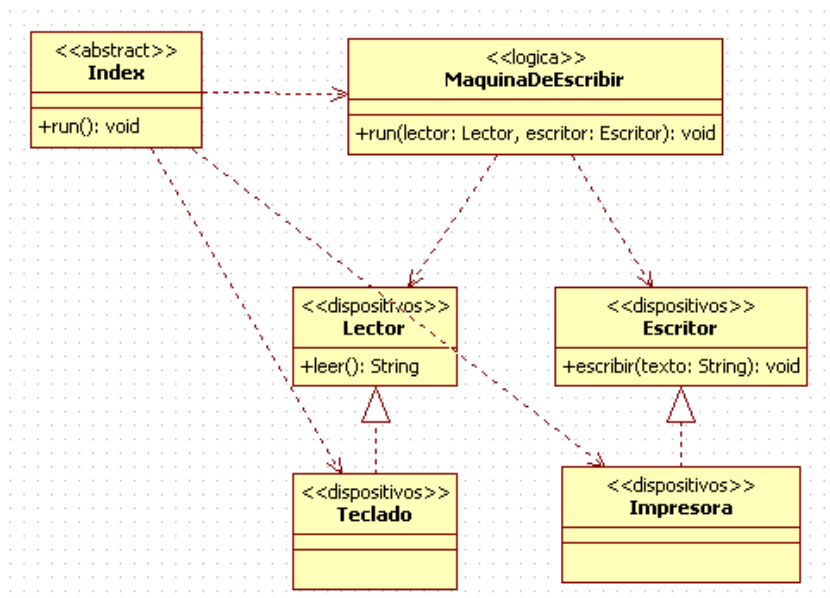 <<abstract>>
Index
+run(): void
<<logica>>
MaquinaDeEscribir
+run(lector: Lector, escritor: Escritor): void
<<dispositivos>>
Lector
+leer(): String
<<dispositivos>>
Escritor
+escribir(texto: String): void
<<dispositivos>>
Teclado
<<dispositivos>>
Impresora